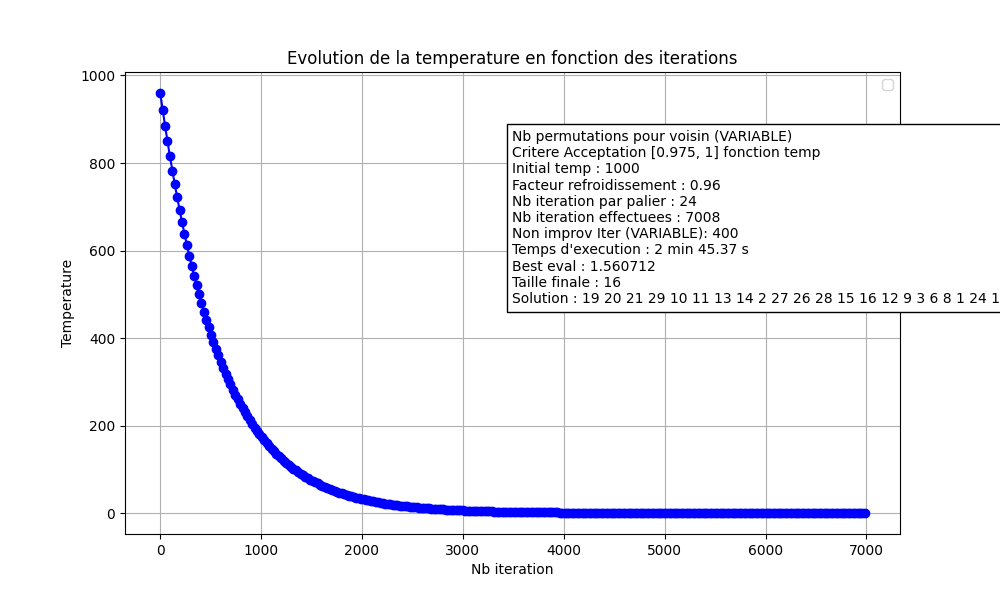 Evolution de la temperature en fonction des iterations
1000
800
600
400
200
0
Temperature
Nb permutations pour voisin (VARIABLE)
Critere Acceptation [0.975, 1] fonction temp
Initial temp : 1000
Facteur refroidissement : 0.96
Nb iteration par palier : 24
Nb iteration effectuees : 7008
Non improv Iter (VARIABLE): 400
Temps d'execution : 2 min 45.37 s
Best eval : 1.560712
Taille finale : 16
Solution : 19 20 21 29 10 11 13 14 2 27 26 28 15 16 12 9 3 6 8 1 24 1
0 1000 2000 3000 4000 5000 6000 7000
Nb iteration